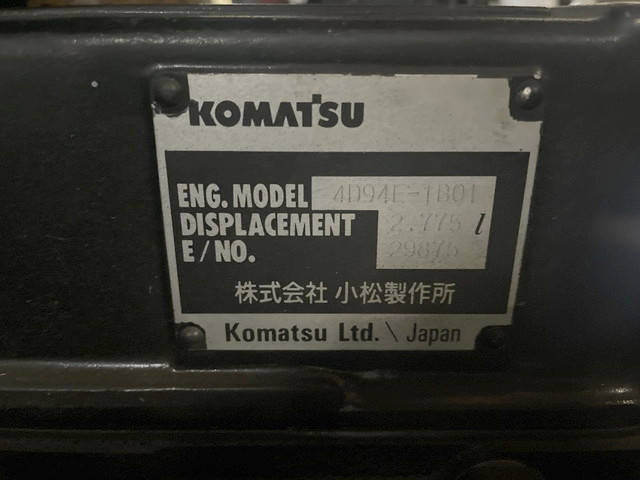 KOMATSU
ENG. MODEL 4D94E-1B01
DISPLACEMENT 2.775 l
E/NO. 29875
株式会社 小松製作所
Komatsu Ltd. \ Japan